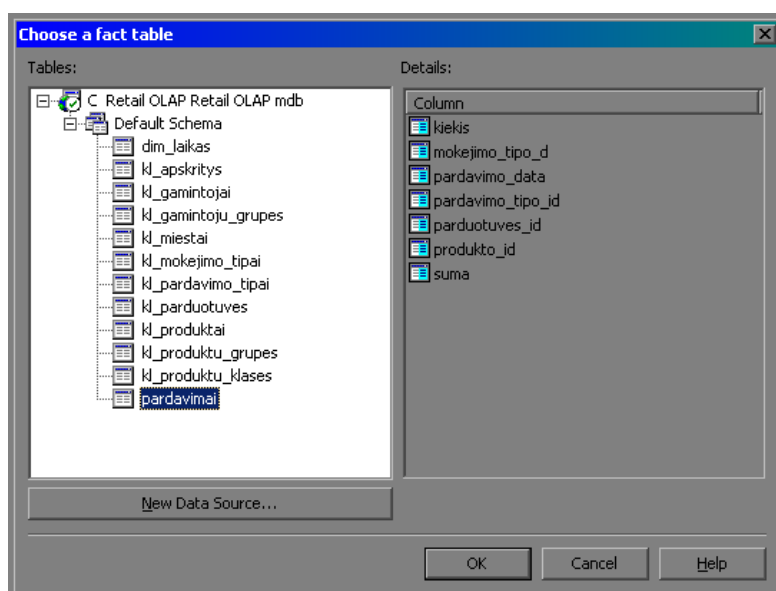 Choose a fact table
Tables:
C Retail OLAP Retail OLAP mdb
Default Schema
dim_laikas
kl_apskritys
kl_gamintojai
kl_gamintoju_grupes
kl_miestai
kl_mokejimo_tipai
kl_pardavimo_tipai
kl_parduotuves
kl_produktai
kl_produktu_grupes
kl_produktu_klases
pardavimai
New Data Source...
Details:
Column
kiekis
mokejimo_tipo_d
pardavimo_data
pardavimo_tipo_id
parduotuves_id
produkto_id
suma
OK
Cancel
Help